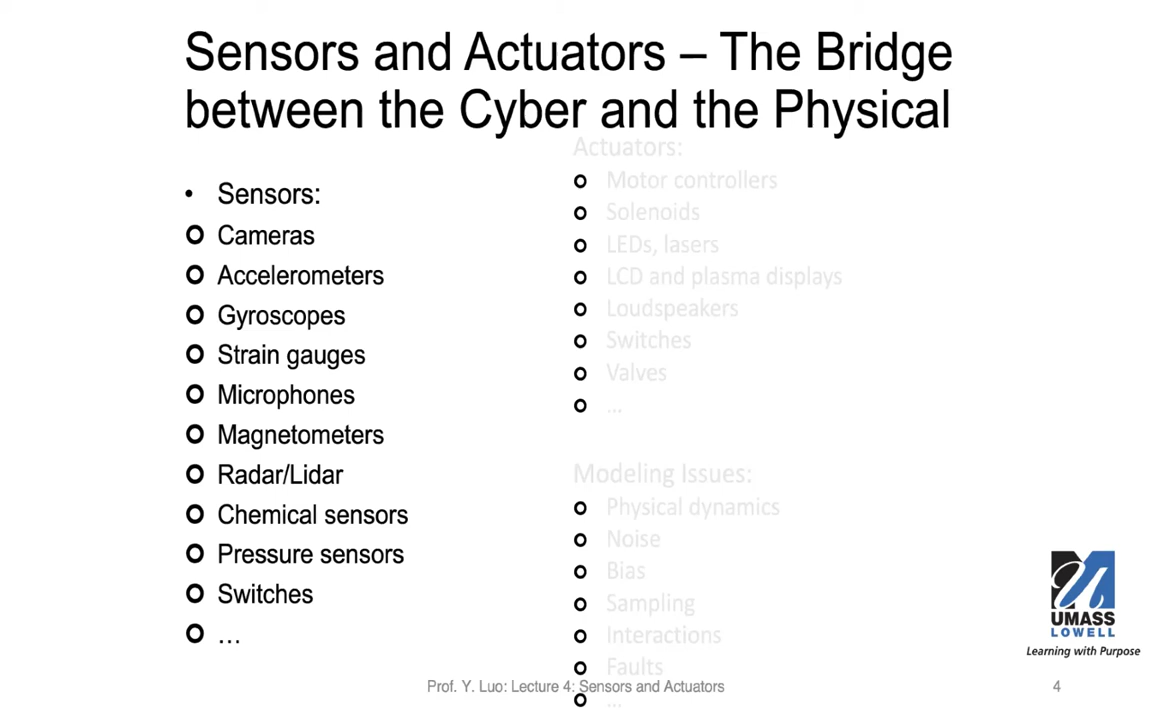 Sensors and Actuators – The Bridge
between the Cyber and the Physical
• Sensors:
Cameras
Accelerometers
Gyroscopes
Strain gauges
Microphones
Magnetometers
Radar/Lidar
Chemical sensors
Pressure sensors
Switches
...
Actuators:
Motor controllers
Solenoids
LEDs, lasers
LCD and plasma displays
Loudspeakers
Switches
Valves
...
Modeling Issues:
Physical dynamics
Noise
Bias
Sampling
Interactions
Faults
...
UMASS
LOWELL
Learning with Purpose
Prof. Y. Luo: Lecture 4: Sensors and Actuators
4